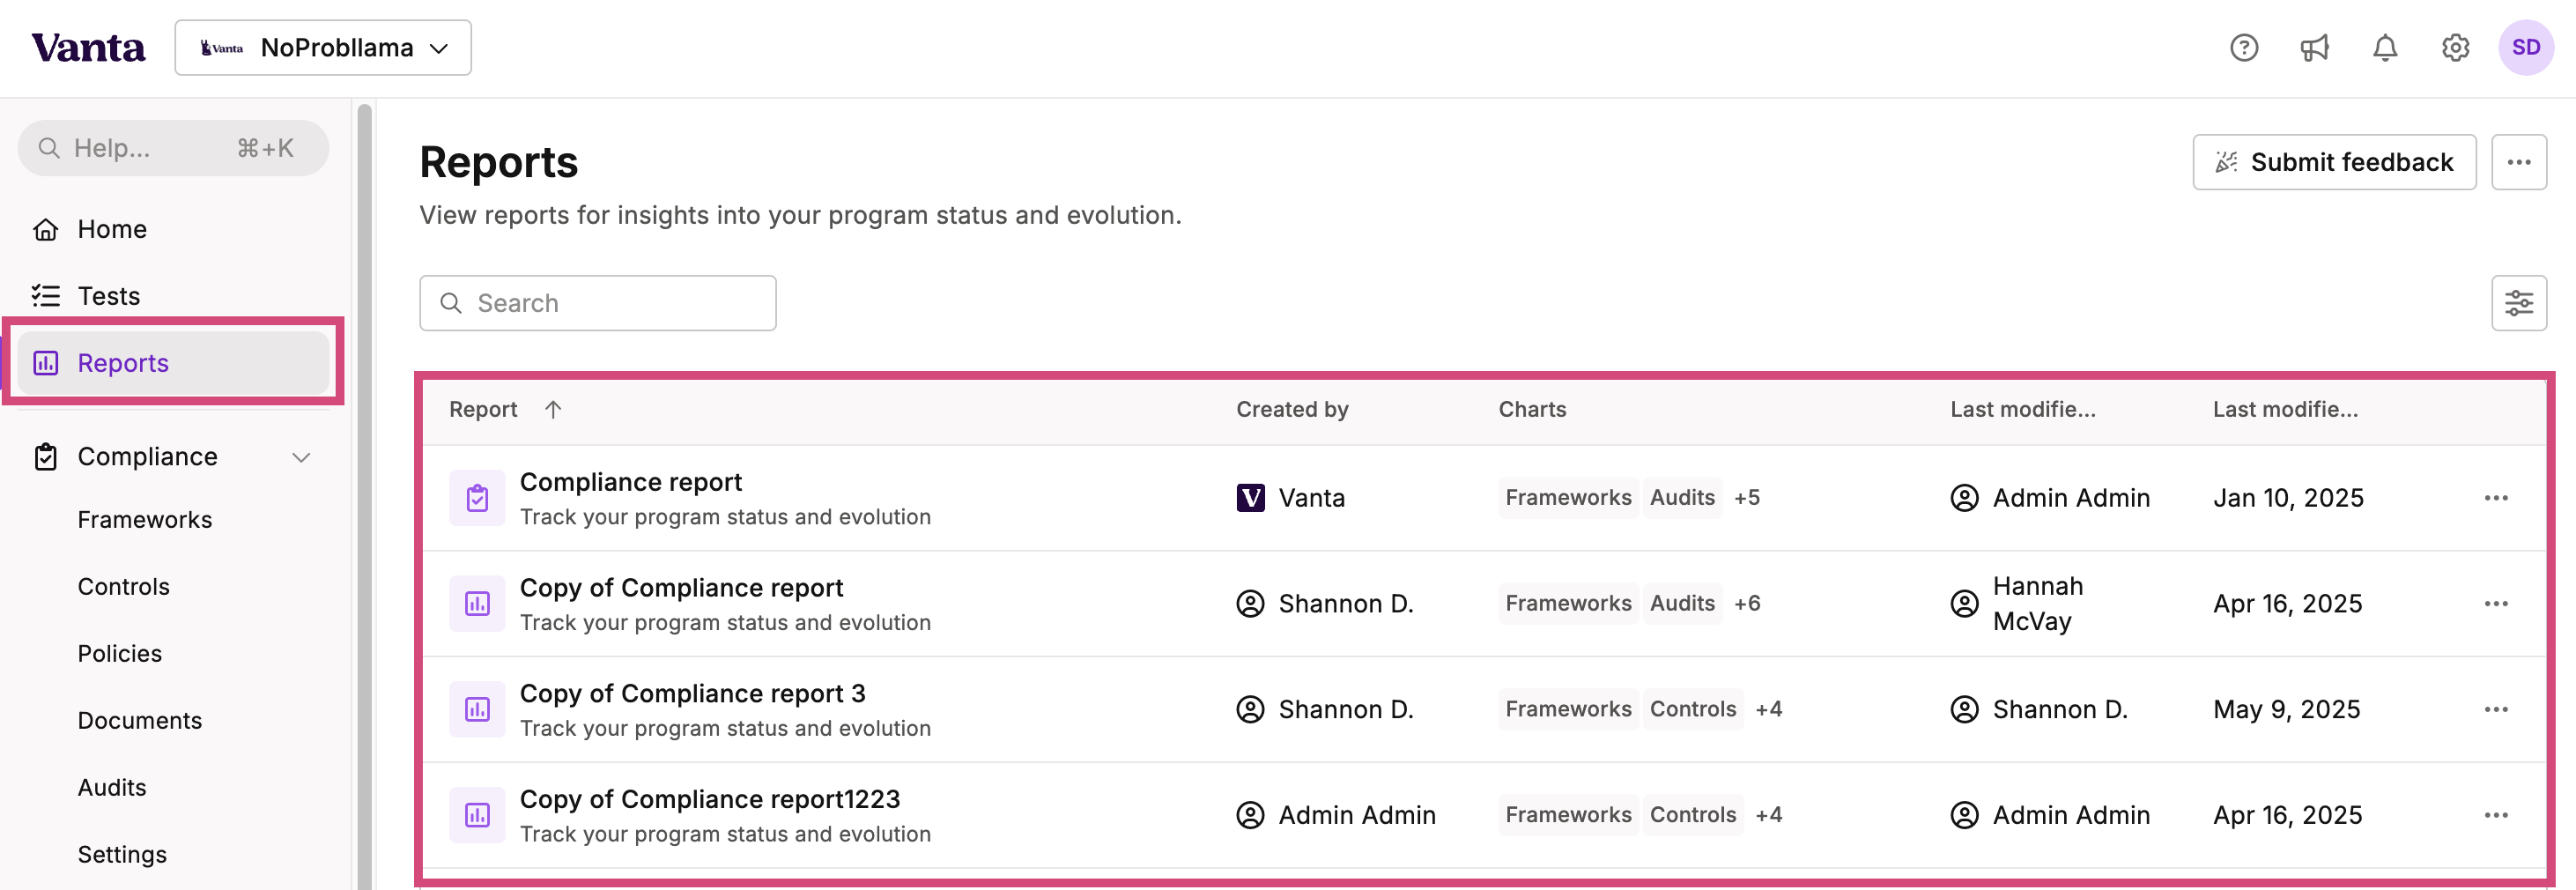 Vanta
Vanta NoProbllama
SD
Help... ⌘+K
Home
Tests
Reports
Compliance
Frameworks
Controls
Policies
Documents
Audits
Settings
Reports
View reports for insights into your program status and evolution.
Submit feedback
Search
Report ↑ Created by Charts Last modifie... Last modifie...
Compliance report
Track your program status and evolution
Vanta
Frameworks Audits +5
Admin Admin
Jan 10, 2025
Copy of Compliance report
Track your program status and evolution
Shannon D.
Frameworks Audits +6
Hannah
McVay
Apr 16, 2025
Copy of Compliance report 3
Track your program status and evolution
Shannon D.
Frameworks Controls +4
Shannon D.
May 9, 2025
Copy of Compliance report1223
Track your program status and evolution
Admin Admin
Frameworks Controls +4
Admin Admin
Apr 16, 2025